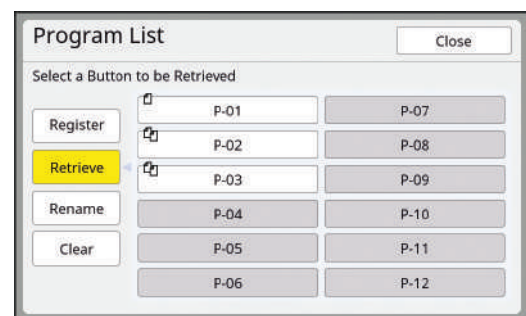 Program List
Close
Select a Button to be Retrieved
Register
Retrieve
Rename
Clear
P-01
P-02
P-03
P-04
P-05
P-06
P-07
P-08
P-09
P-10
P-11
P-12